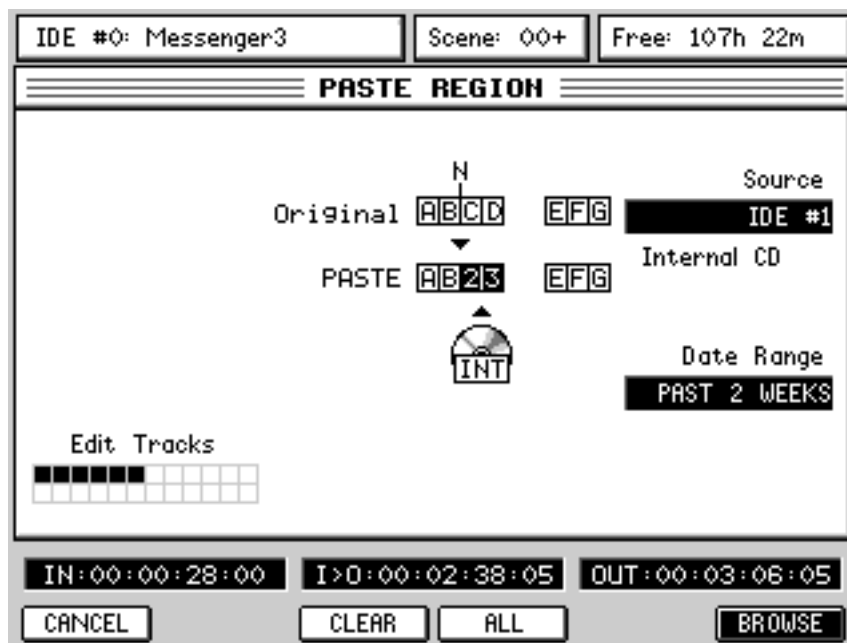 IDE #0: Messenger3
Scene: 00+
Free: 107h 22m
PASTE REGION
N
Original ABCD EFG
PASTE AB23 EFG
INT
Source
IDE #1
Internal CD
Date Range
PAST 2 WEEKS
Edit Tracks
IN:00:00:28:00
I>O:00:02:38:05
OUT:00:03:06:05
CANCEL
CLEAR
ALL
BROWSE